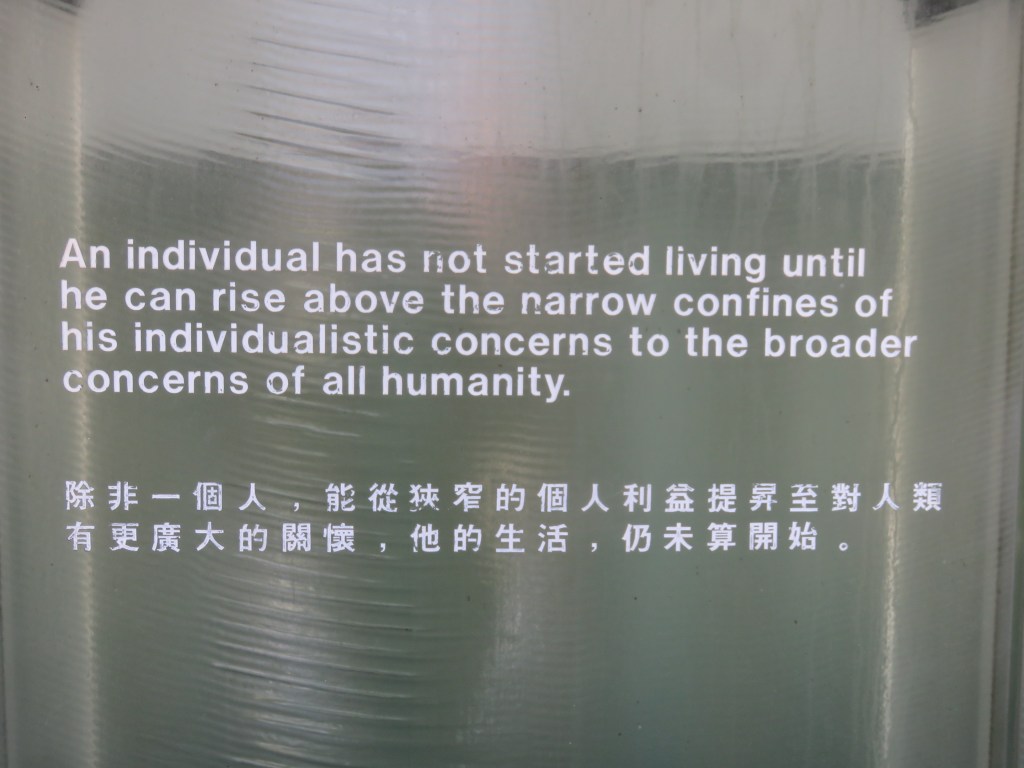 An individual has not started living until
he can rise above the narrow confines of
his individualistic concerns to the broader
concerns of all humanity.
除非一個人，能從狹窄的個人利益提昇至對人類
有更廣大的關懷，他的生活，仍未算開始。